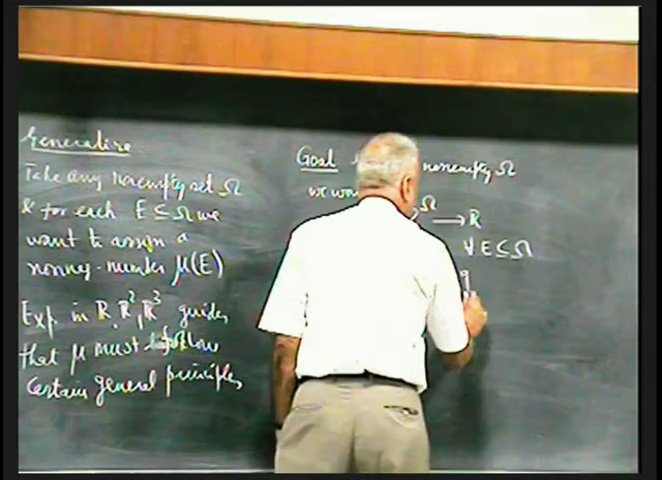 Generalize
Take any nonempty set Ω
& for each E ⊆ Ω we
want to assign a
nonneg. number μ(E)
Exp. in ℝ, ℝ², ℝ³ guides
that μ must follow
certain general principles
Goal nonempty Ω
we
Ω → ℝ
∀ E ⊆ Ω